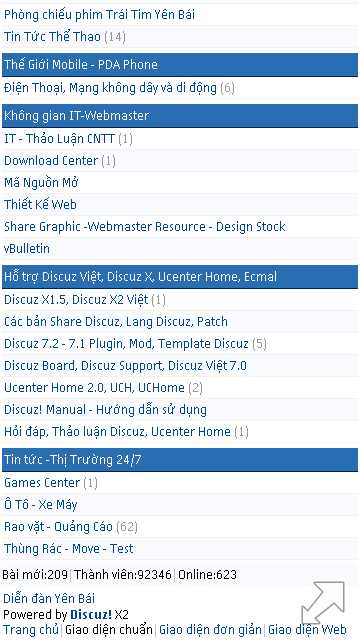 Phòng chiếu phim Trái Tim Yên Bái
Tin Tức Thể Thao (14)
Thế Giới Mobile - PDA Phone
Điện Thoại, Mạng không dây và di động (6)
Không gian IT-Webmaster
IT - Thảo Luận CNTT (1)
Download Center (1)
Mã Nguồn Mở
Thiết Kế Web
Share Graphic -Webmaster Resource - Design Stock
vBulletin
Hỗ trợ Discuz Việt, Discuz X, Ucenter Home, Ecmal
Discuz X1.5, Discuz X2 Việt (1)
Các bản Share Discuz, Lang Discuz, Patch
Discuz 7.2 - 7.1 Plugin, Mod, Template Discuz (5)
Discuz Board, Discuz Support, Discuz Việt 7.0
Ucenter Home 2.0, UCH, UCHome (2)
Discuz! Manual - Hướng dẫn sử dụng
Hỏi đáp, Thảo luận Discuz, Ucenter Home (1)
Tin tức -Thị Trường 24/7
Games Center (1)
Ô Tô - Xe Máy
Rao vặt - Quảng Cáo (62)
Thùng Rác - Move - Test
Bài mới:209|Thành viên:92346|Online:623
Diễn đàn Yên Bái
Powered by Discuz! X2
Trang chủ|Giao diện chuẩn|Giao diện đơn giản|Giao diện Web